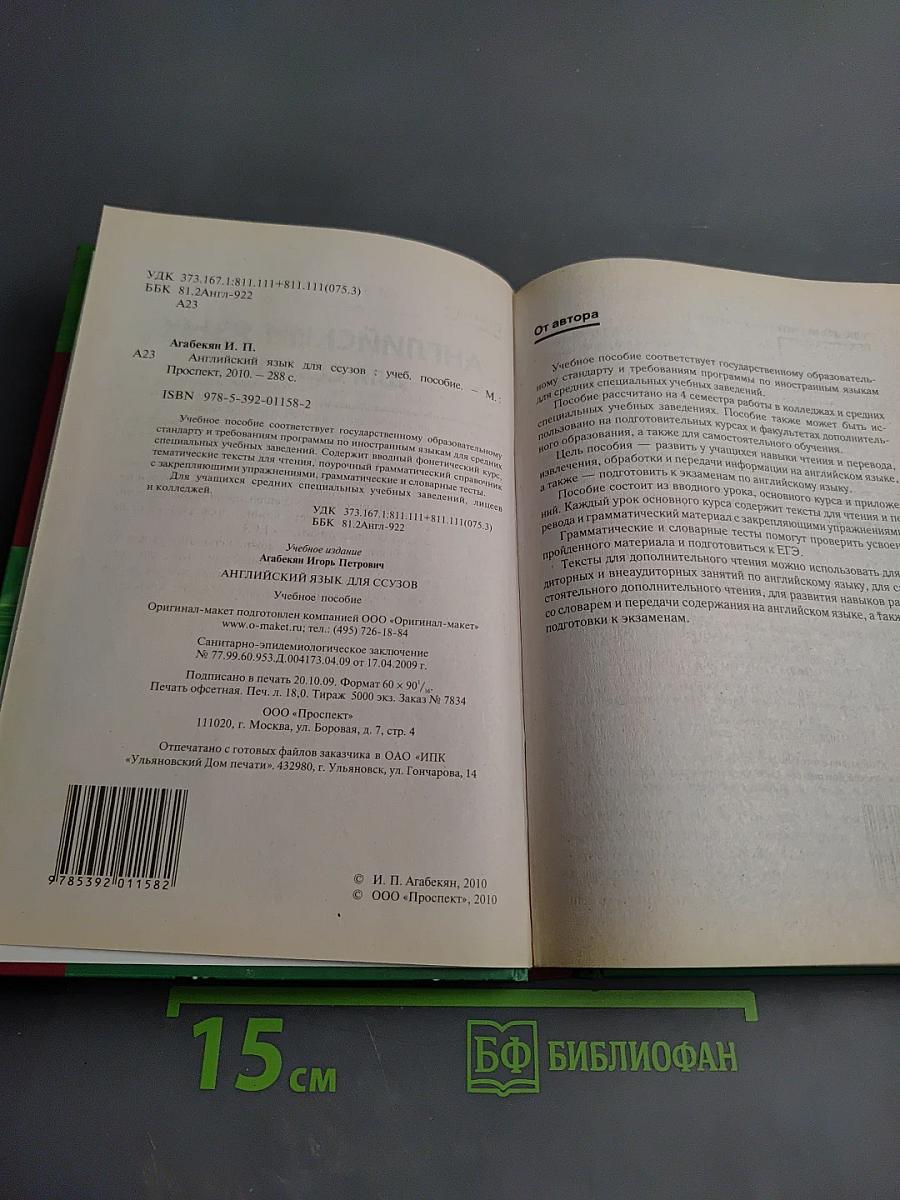 УДК 373.167.1:811.111+811.111(075.3)
ББК 81.2Англ-922
А23
Агабекян И. П.
А23 Английский язык для ссузов : учеб. пособие. — М. :
Проспект, 2010. — 288 с.
ISBN 978-5-392-01158-2
Учебное пособие соответствует государственному образовательному
стандарту и требованиям программы по иностранным языкам для средних
специальных учебных заведений. Содержит вводный фонетический курс,
тематические тексты для чтения, поурочный грамматический справочник
с закрепляющими упражнениями, грамматические и словарные тесты.
Для учащихся средних специальных учебных заведений, лицеев
и колледжей.
УДК 373.167.1:811.111+811.111(075.3)
ББК 81.2Англ-922
Учебное издание
Агабекян Игорь Петрович
АНГЛИЙСКИЙ ЯЗЫК ДЛЯ ССУЗОВ
Учебное пособие
Оригинал-макет подготовлен компанией ООО «Оригинал-макет»
www.o-maket.ru; тел.: (495) 726-18-84
Санитарно-эпидемиологическое заключение
№ 77.99.60.953.Д.004173.04.09 от 17.04.2009 г.
Подписано в печать 20.10.09. Формат 60 × 90 1/16.
Печать офсетная. Печ. л. 18,0. Тираж 5000 экз. Заказ № 7834
ООО «Проспект»
111020, г. Москва, ул. Боровая, д. 7, стр. 4
Отпечатано с готовых файлов заказчика в ОАО «ИПК
«Ульяновский Дом печати». 432980, г. Ульяновск, ул. Гончарова, 14
9 785392 011582
© И. П. Агабекян, 2010
© ООО «Проспект», 2010
От автора
Учебное пособие соответствует государственному образователь-
ному стандарту и требованиям программы по иностранным языкам
для средних специальных учебных заведений.
Пособие рассчитано на 4 семестра работы в колледжах и средних
специальных учебных заведениях. Пособие также может быть ис-
пользовано на подготовительных курсах и факультетах дополнитель-
ного образования, а также для самостоятельного обучения.
Цель пособия — развить у учащихся навыки чтения и перевода,
извлечения, обработки и передачи информации на английском языке,
а также — подготовить к экзаменам по английскому языку.
Пособие состоит из вводного урока, основного курса и приложе-
ний. Каждый урок основного курса содержит тексты для чтения и пе
ревода и грамматический материал с закрепляющими упражнениями
Грамматические и словарные тесты помогут проверить усвоен
пройденного материала и подготовиться к ЕГЭ.
Тексты для дополнительного чтения можно использовать для
диторных и внеаудиторных занятий по английскому языку, для с
стоятельного дополнительного чтения, для развития навыков ра
со словарем и передачи содержания на английском языке, а такж
подготовки к экзаменам.
15 см
БФ БИБЛИОФАН